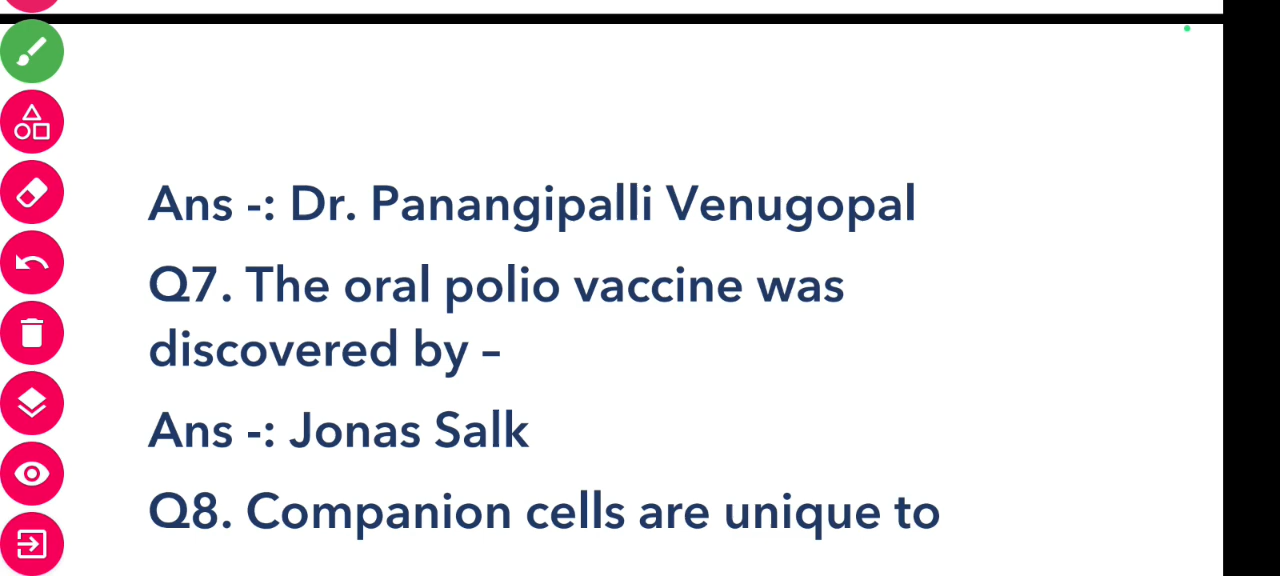 Ans -: Dr. Panangipalli Venugopal
Q7. The oral polio vaccine was
discovered by –
Ans -: Jonas Salk
Q8. Companion cells are unique to